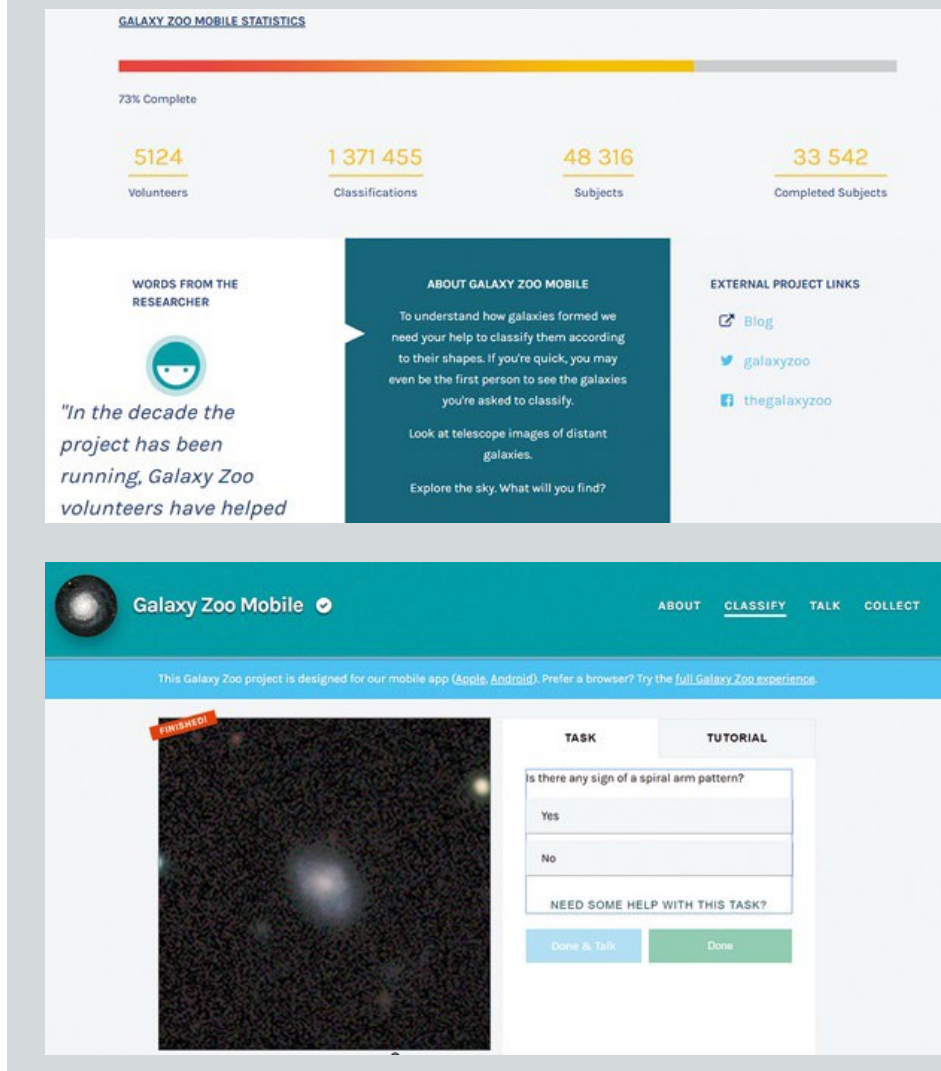 GALAXY ZOO MOBILE STATISTICS
73% Complete
5124
Volunteers
1 371 455
Classifications
48 316
Subjects
33 542
Completed Subjects
WORDS FROM THE
RESEARCHER
"In the decade the
project has been
running, Galaxy Zoo
volunteers have helped
ABOUT GALAXY ZOO MOBILE
To understand how galaxies formed we
need your help to classify them according
to their shapes. If you're quick, you may
even be the first person to see the galaxies
you're asked to classify.
Look at telescope images of distant
galaxies.
Explore the sky. What will you find?
EXTERNAL PROJECT LINKS
Blog
galaxyzoo
thegalaxyzoo
Galaxy Zoo Mobile
ABOUT CLASSIFY TALK COLLECT
This Galaxy Zoo project is designed for our mobile app (Apple, Android). Prefer a browser? Try the full Galaxy Zoo experience.
FINISHED!
TASK
TUTORIAL
Is there any sign of a spiral arm pattern?
Yes
No
NEED SOME HELP WITH THIS TASK?
Done & Talk
Done